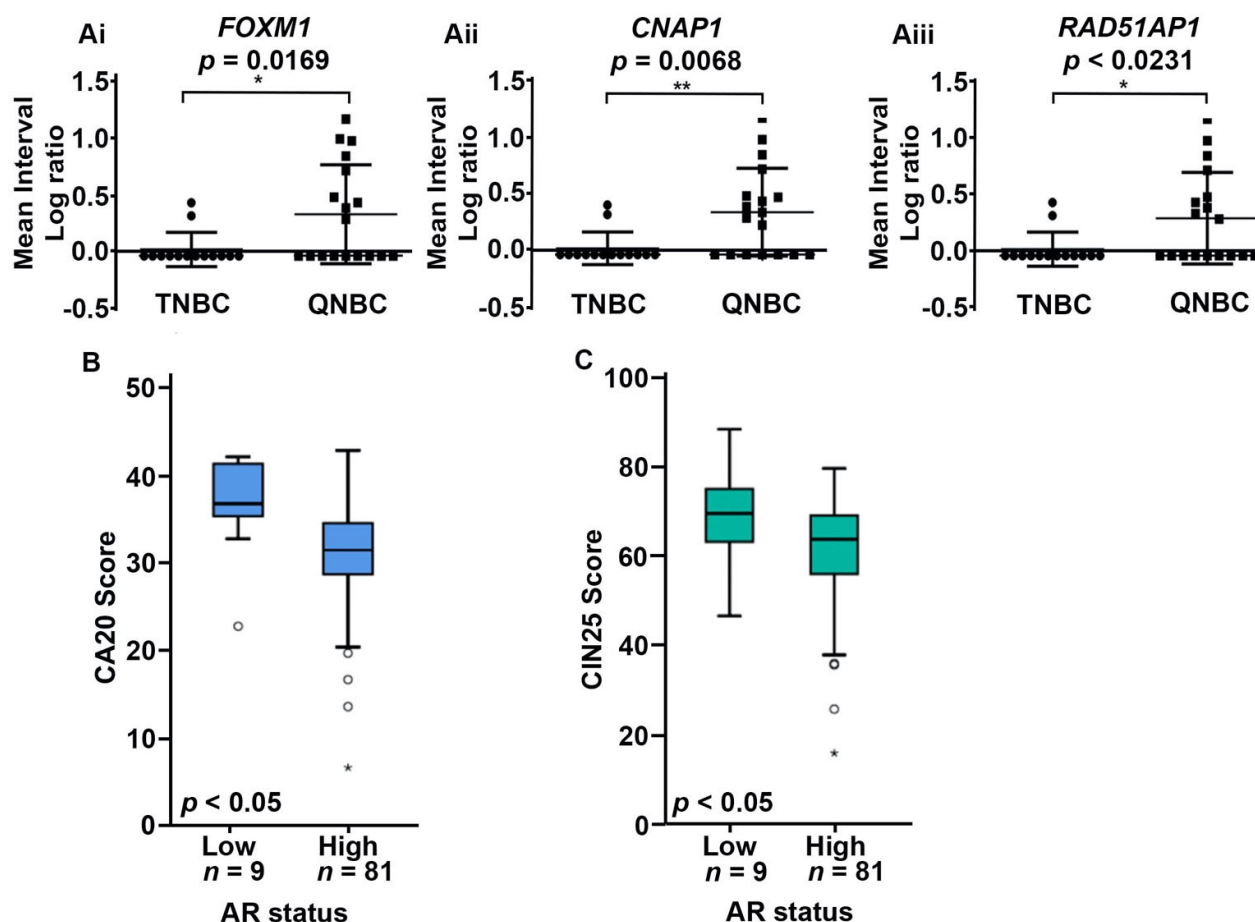 Ai
FOXM1
p = 0.0169
*
Mean Interval
Log ratio
1.5
1.0
0.5
0.0
-0.5
TNBC
QNBC
Aii
CNAP1
p = 0.0068
**
Mean Interval
Log ratio
1.5
1.0
0.5
0.0
-0.5
TNBC
QNBC
Aiii
RAD51AP1
p < 0.0231
*
Mean Interval
Log ratio
1.5
1.0
0.5
0.0
-0.5
TNBC
QNBC
B
CA20 Score
50
40
30
20
10
0
p < 0.05
Low
n = 9
High
n = 81
AR status
C
CIN25 Score
100
80
60
40
20
0
p < 0.05
Low
n = 9
High
n = 81
AR status